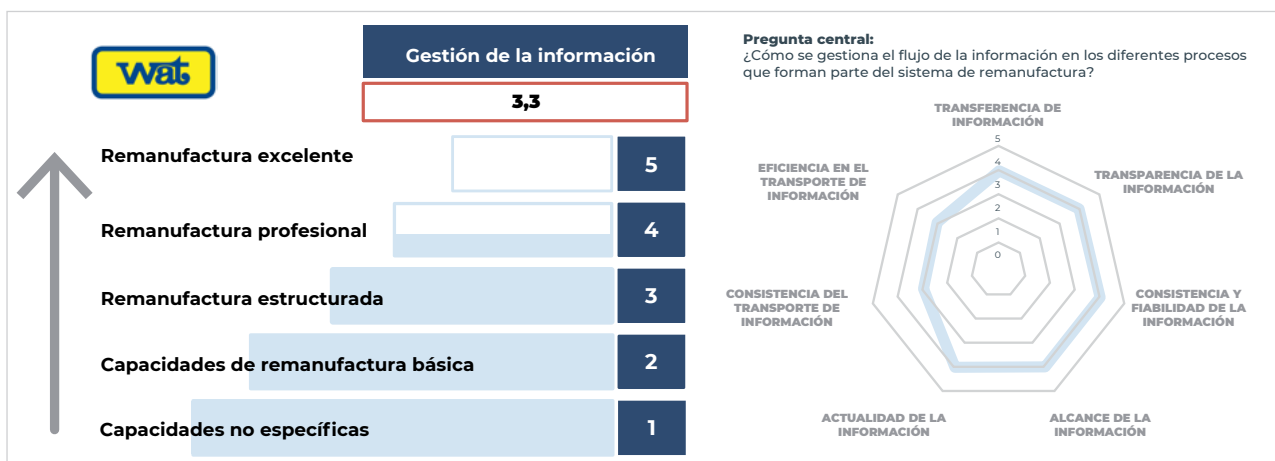 wat
Gestión de la información
3,3
Remanufactura excelente
5
Remanufactura profesional
4
Remanufactura estructurada
3
Capacidades de remanufactura básica
2
Capacidades no específicas
1
Pregunta central:
¿Cómo se gestiona el flujo de la información en los diferentes procesos
que forman parte del sistema de remanufactura?
TRANSFERENCIA DE
INFORMACIÓN
5
4
3
2
1
0
TRANSPARENCIA DE LA
INFORMACIÓN
CONSISTENCIA Y
FIABILIDAD DE LA
INFORMACIÓN
ALCANCE DE LA
INFORMACIÓN
ACTUALIDAD DE LA
INFORMACIÓN
CONSISTENCIA DEL
TRANSPORTE DE
INFORMACIÓN
EFICIENCIA EN EL
TRANSPORTE DE
INFORMACIÓN